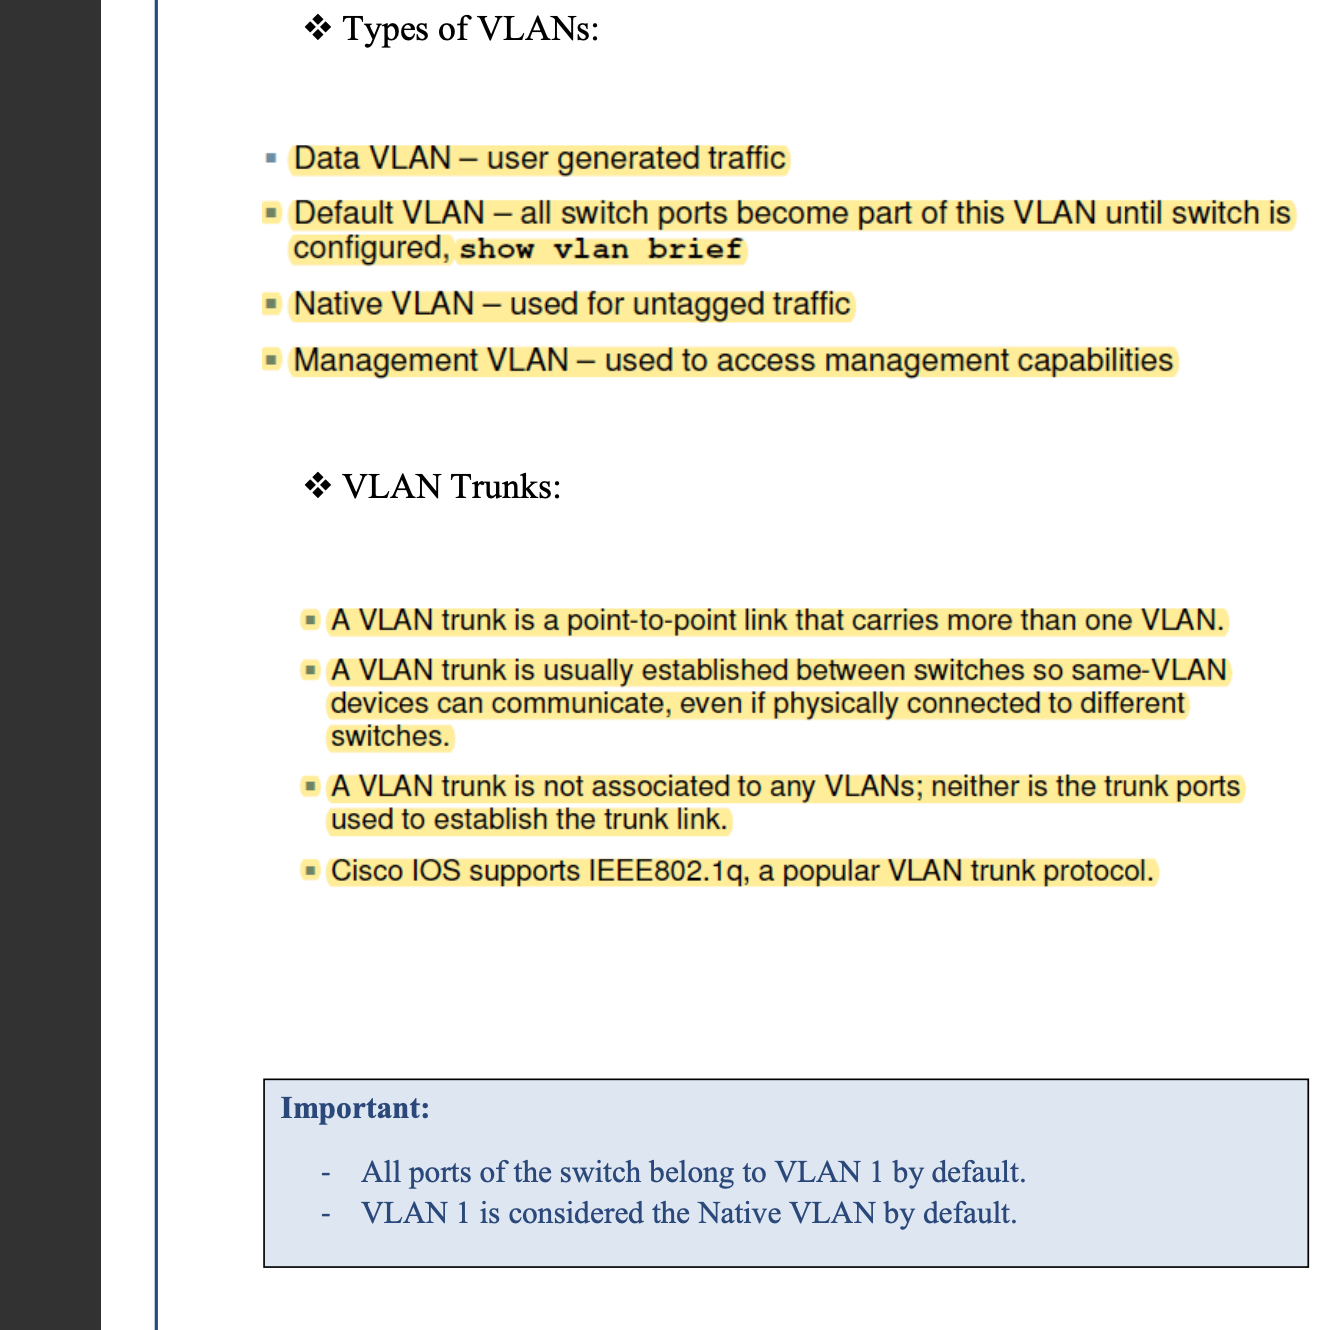 ❖ Types of VLANs:
▪ Data VLAN – user generated traffic
▪ Default VLAN – all switch ports become part of this VLAN until switch is
configured, show vlan brief
▪ Native VLAN – used for untagged traffic
▪ Management VLAN – used to access management capabilities
❖ VLAN Trunks:
▪ A VLAN trunk is a point-to-point link that carries more than one VLAN.
▪ A VLAN trunk is usually established between switches so same-VLAN
devices can communicate, even if physically connected to different
switches.
▪ A VLAN trunk is not associated to any VLANs; neither is the trunk ports
used to establish the trunk link.
▪ Cisco IOS supports IEEE802.1q, a popular VLAN trunk protocol.
Important:
- All ports of the switch belong to VLAN 1 by default.
- VLAN 1 is considered the Native VLAN by default.